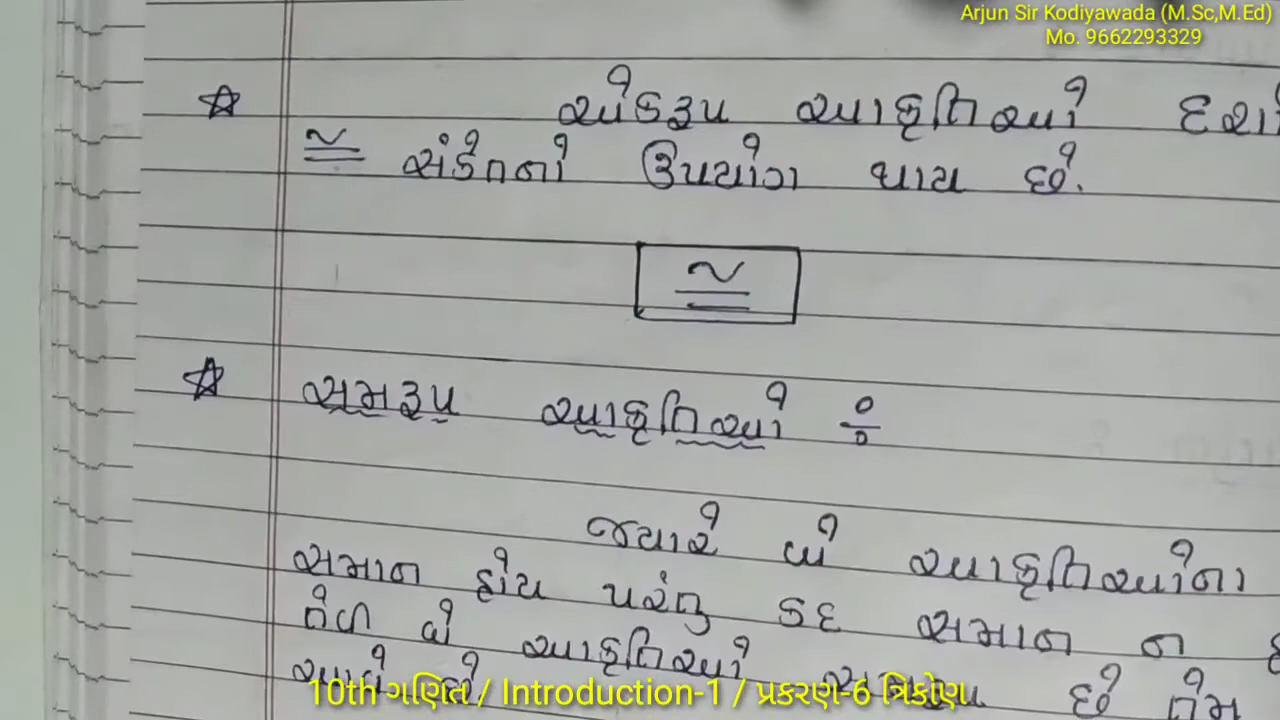 Arjun Sir Kodiyawada (M.Sc,M.Ed)
Mo. 9662293329
એકરૂપ આકૃતિઓ
≅ સંકેતનો ઉપયોગ થાય છે.
≅
સમરૂપ આકૃતિઓ :
જ્યારે બે આકૃતિઓના
સમાન હોય પરંતુ કદ સમાન ન
તેવી બે આકૃતિઓ સમરૂપ છે તેમ
10th ગણિત / Introduction-1 / પ્રકરણ-6 ત્રિકોણ